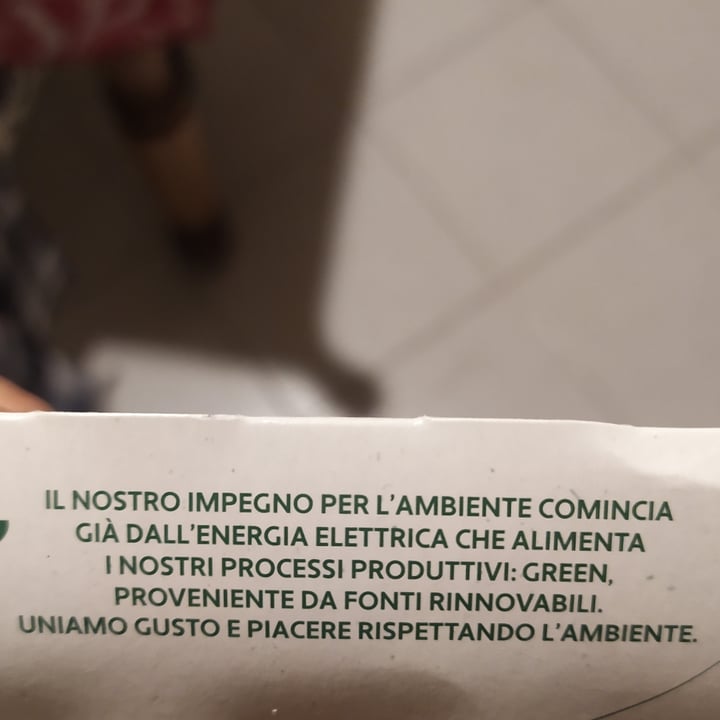 IL NOSTRO IMPEGNO PER L'AMBIENTE COMINCIA
GIÀ DALL'ENERGIA ELETTRICA CHE ALIMENTA
I NOSTRI PROCESSI PRODUTTIVI: GREEN,
PROVENIENTE DA FONTI RINNOVABILI.
UNIAMO GUSTO E PIACERE RISPETTANDO L'AMBIENTE.